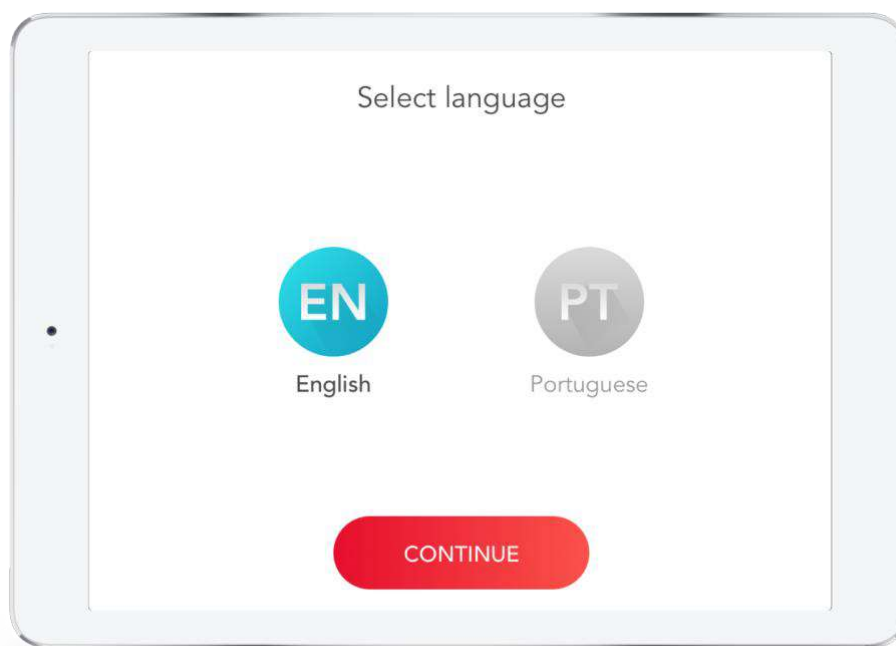 Select language
EN
PT
English
Portuguese
CONTINUE